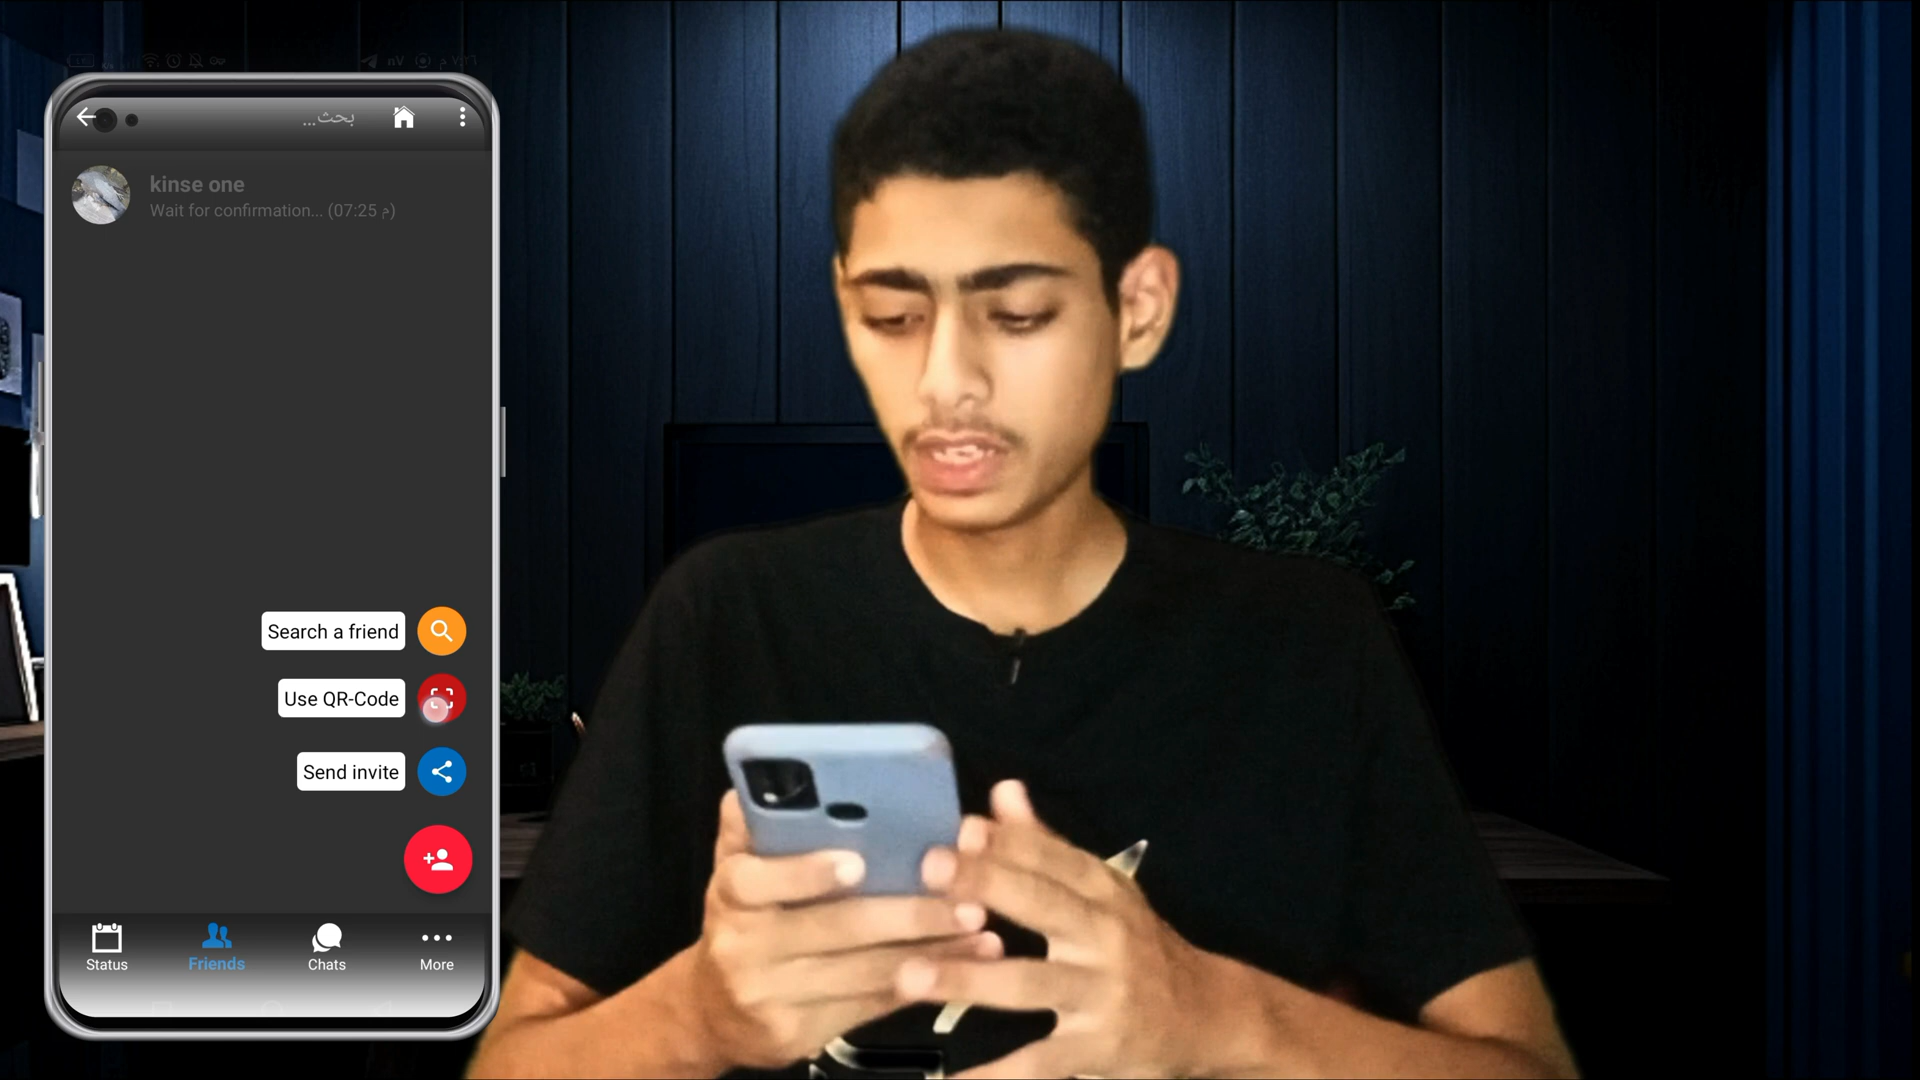 بحث...
kinse one
Wait for confirmation... (07:25 م)
Search a friend
Use QR-Code
Send invite
Status
Friends
Chats
More